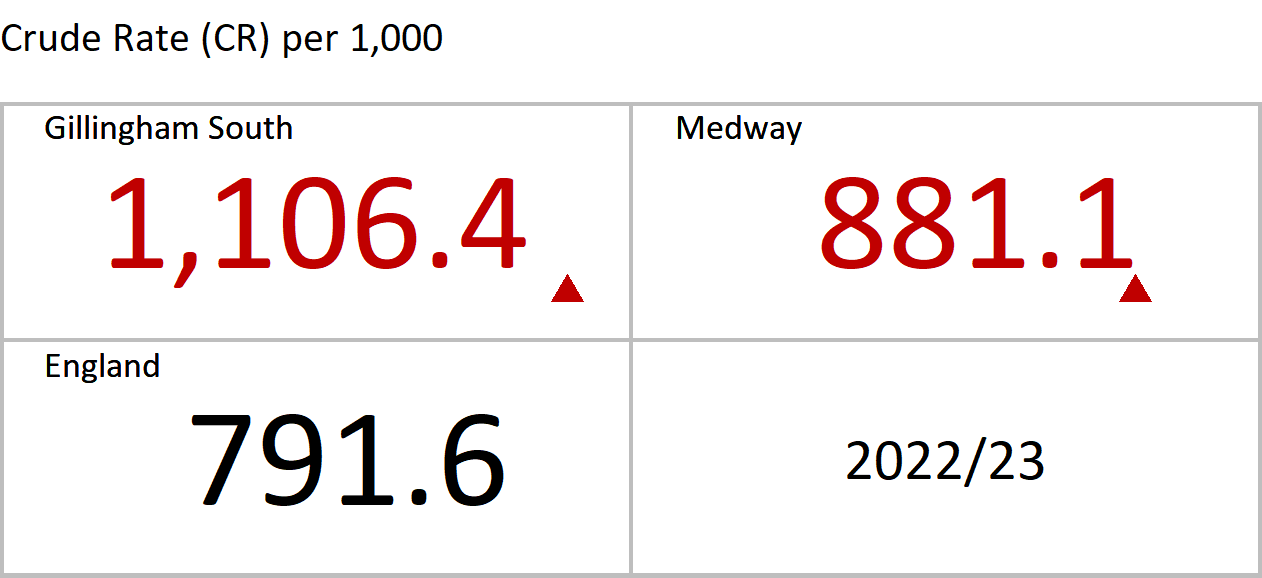 Crude Rate (CR) per 1,000
Gillingham South
1,106.4
Medway
881.1
England
791.6
2022/23